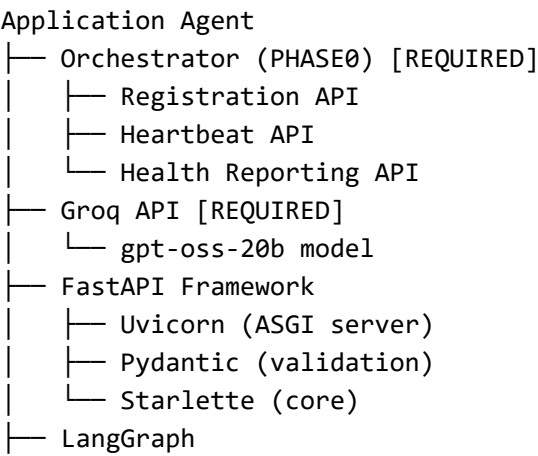 Application Agent
├── Orchestrator (PHASE0) [REQUIRED]
│   ├── Registration API
│   ├── Heartbeat API
│   └── Health Reporting API
├── Groq API [REQUIRED]
│   └── gpt-oss-20b model
├── FastAPI Framework
│   ├── Uvicorn (ASGI server)
│   ├── Pydantic (validation)
│   └── Starlette (core)
├── LangGraph